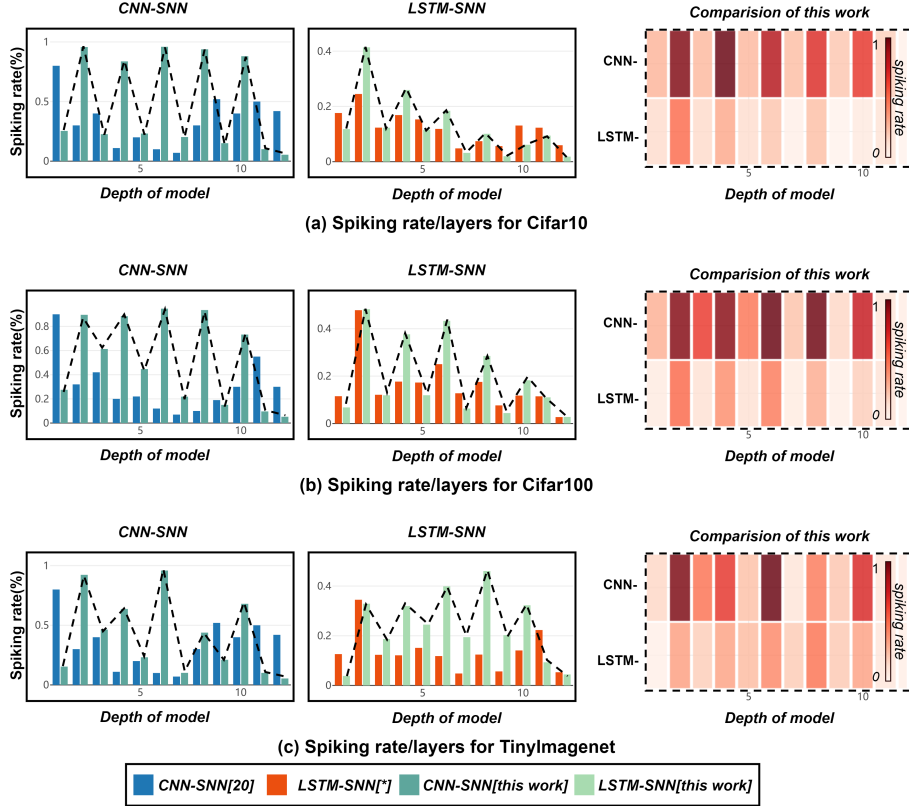 CNN-SNN LSTM-SNN Comparision of this work
Spiking rate(%)
1
0.5
0
5 10
Depth of model
0.4
0.2
0
5 10
Depth of model
CNN-
LSTM-
5 10
1
0
spiking rate
Depth of model
(a) Spiking rate/layers for Cifar10
CNN-SNN LSTM-SNN Comparision of this work
Spiking rate(%)
0.8
0.6
0.4
0.2
0
5 10
Depth of model
0.4
0.2
0
5 10
Depth of model
CNN-
LSTM-
5 10
1
0
spiking rate
Depth of model
(b) Spiking rate/layers for Cifar100
CNN-SNN LSTM-SNN Comparision of this work
Spiking rate(%)
1
0.5
0
5 10
Depth of model
0.4
0.2
0
5 10
Depth of model
CNN-
LSTM-
5 10
1
0
spiking rate
Depth of model
(c) Spiking rate/layers for TinyImagenet
CNN-SNN[20] LSTM-SNN[*] CNN-SNN[this work] LSTM-SNN[this work]